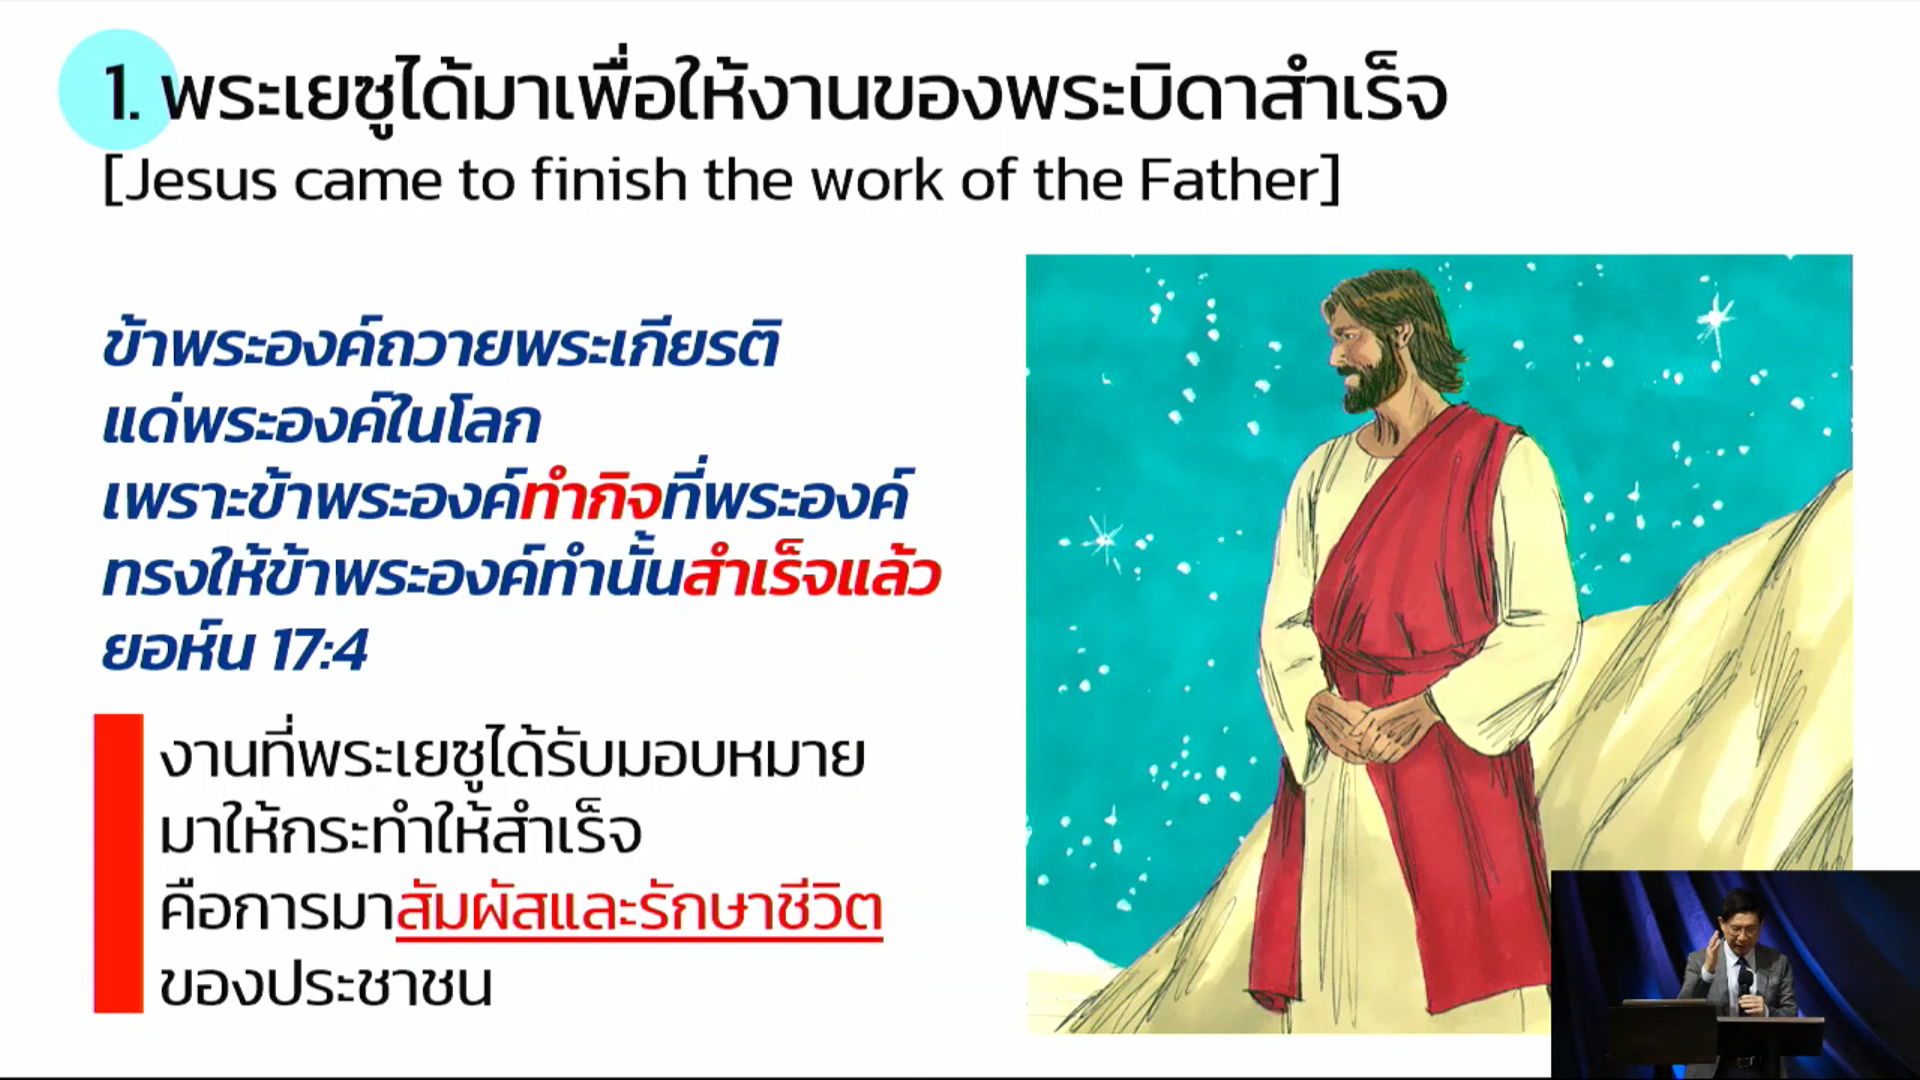 1. พระเยซูได้มาเพื่อให้งานของพระบิดาสำเร็จ
[Jesus came to finish the work of the Father]
ข้าพระองค์ถวายพระเกียรติ
แด่พระองค์ในโลก
เพราะข้าพระองค์ทำกิจที่พระองค์
ทรงให้ข้าพระองค์ทำนั้นสำเร็จแล้ว
ยอห์น 17:4
งานที่พระเยซูได้รับมอบหมาย
มาให้กระทำให้สำเร็จ
คือการมาสัมผัสและรักษาชีวิต
ของประชาชน